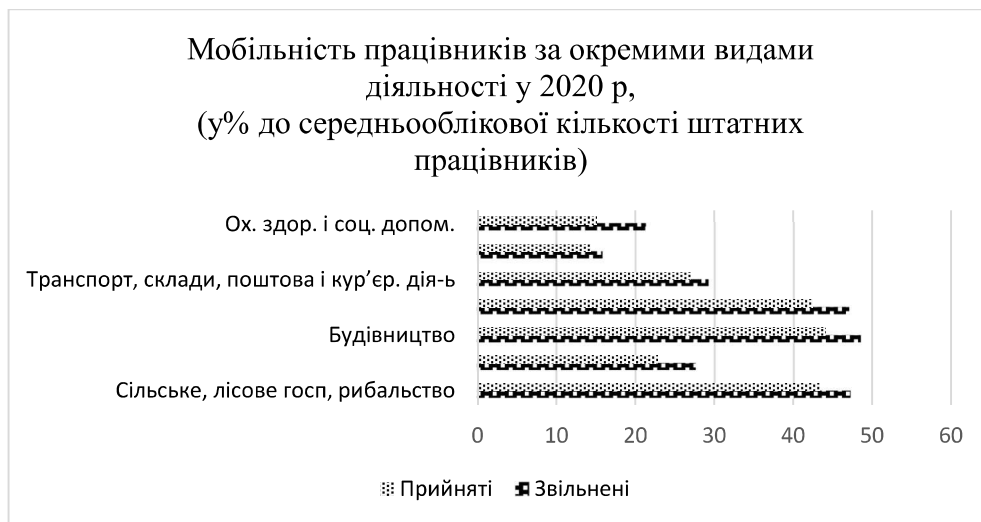 Мобільність працівників за окремими видами
діяльності у 2020 р,
(у% до середньооблікової кількості штатних
працівників)
Ох. здор. і соц. допом.
Транспорт, склади, поштова і кур’єр. дія-ь
Будівництво
Сільське, лісове госп, рибальство
0 10 20 30 40 50 60
Прийняті Звільнені